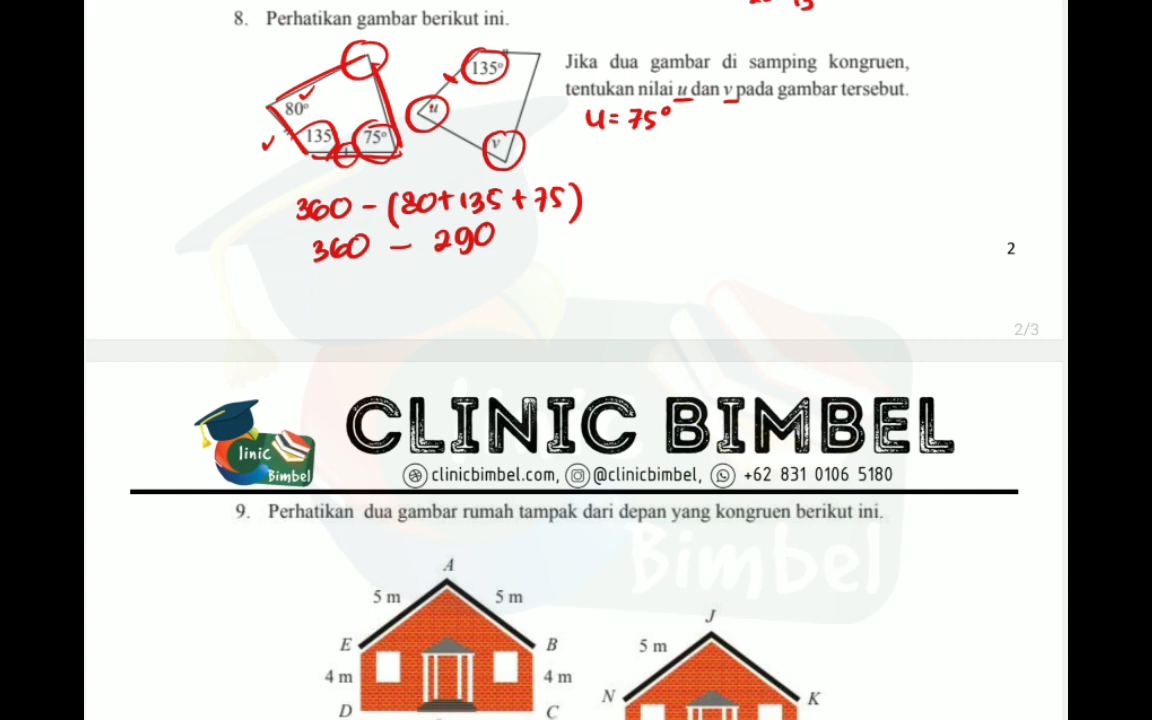 8. Perhatikan gambar berikut ini.
80°
135
75°
135°
u
v
Jika dua gambar di samping kongruen,
tentukan nilai u dan v pada gambar tersebut.
u = 75°
360 - (80 + 135 + 75)
360 - 290
2
2/3
CLINIC BIMBEL
linic
Bimbel
clinicbimbel.com, @clinicbimbel, +62 831 0106 5180
9. Perhatikan dua gambar rumah tampak dari depan yang kongruen berikut ini.
Bimbel
A
5 m
5 m
J
E
B
5 m
4 m
4 m
N
K
D
C